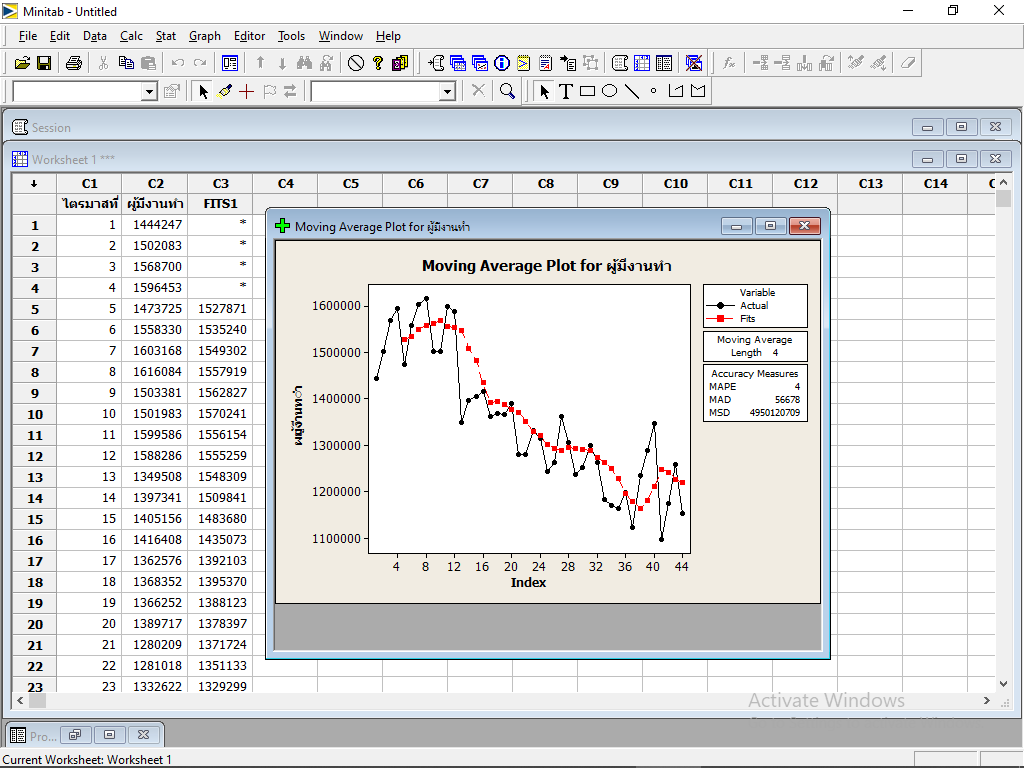 Minitab - Untitled
File Edit Data Calc Stat Graph Editor Tools Window Help
Session
Worksheet 1 ***
C1 C2 C3 C4 C5 C6 C7 C8 C9 C10 C11 C12 C13 C14
ไตรมาสที่ ผู้มีงานทำ FITS1
1 1 1444247 *
2 2 1502083 *
3 3 1568700 *
4 4 1596453 *
5 5 1473725 1527871
6 6 1558330 1535240
7 7 1603168 1549302
8 8 1616084 1557919
9 9 1503381 1562827
10 10 1501983 1570241
11 11 1599586 1556154
12 12 1588286 1555259
13 13 1349508 1548309
14 14 1397341 1509841
15 15 1405156 1483680
16 16 1416408 1435073
17 17 1362576 1392103
18 18 1368352 1395370
19 19 1366252 1388123
20 20 1389717 1378397
21 21 1280209 1371724
22 22 1281018 1351133
23 23 1332622 1329299
Moving Average Plot for ผู้มีงานทำ
Moving Average Plot for ผู้มีงานทำ
ผู้มีงานทำ
1600000
1500000
1400000
1300000
1200000
1100000
4 8 12 16 20 24 28 32 36 40 44
Index
Variable
Actual
Fits
Moving Average
Length 4
Accuracy Measures
MAPE 4
MAD 56678
MSD 4950120709
Activate Windows
Pro...
Current Worksheet: Worksheet 1